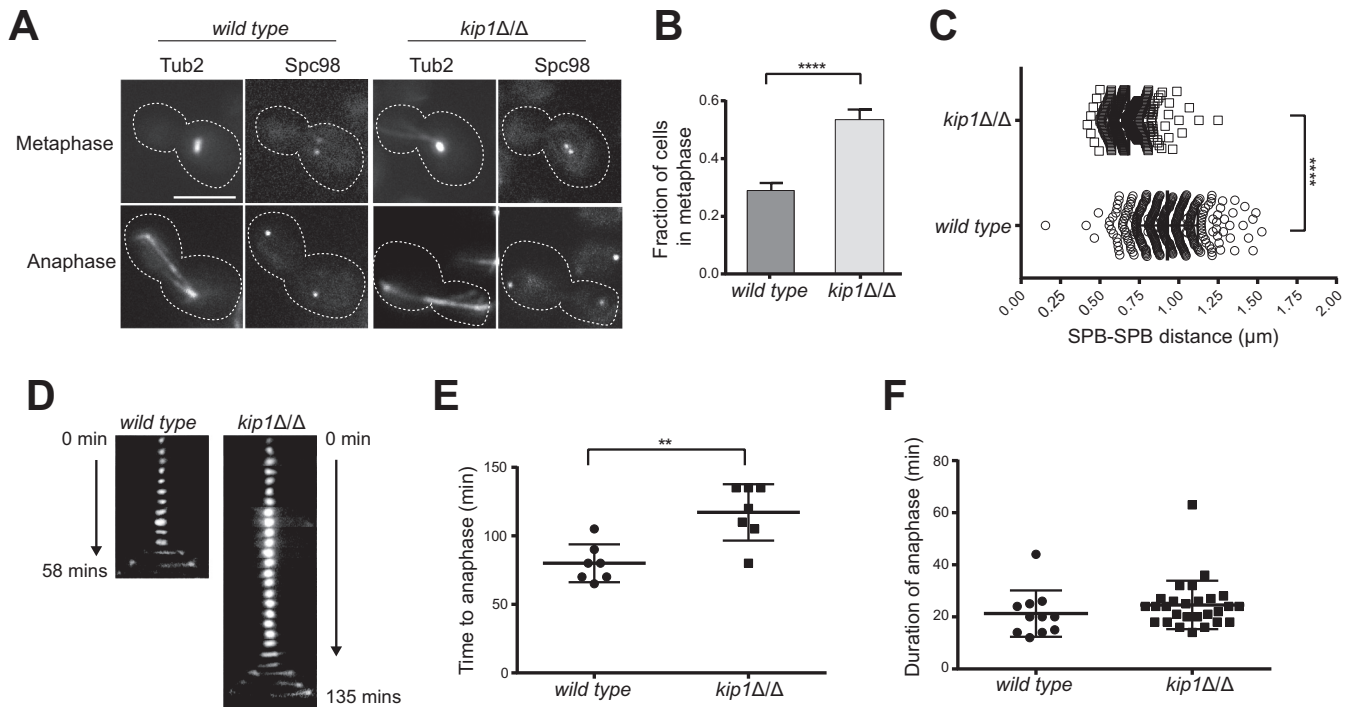 A
wild type
kip1Δ/Δ
Tub2
Spc98
Tub2
Spc98
Metaphase
Anaphase
B
****
Fraction of cells
in metaphase
0.6
0.4
0.2
0.0
wild type
kip1Δ/Δ
C
kip1Δ/Δ
wild type
****
0.00
0.25
0.50
0.75
1.00
1.25
1.50
1.75
2.00
SPB-SPB distance (µm)
D
wild type
kip1Δ/Δ
0 min
0 min
58 mins
135 mins
E
**
Time to anaphase (min)
150
100
50
0
wild type
kip1Δ/Δ
F
Duration of anaphase (min)
80
60
40
20
0
wild type
kip1Δ/Δ